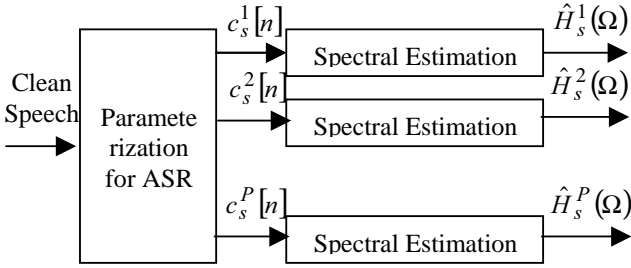 c_s^1[n]
Ĥ_s^1(Ω)
Spectral Estimation
Clean
Speech
Paramete
rization
for ASR
c_s^2[n]
Ĥ_s^2(Ω)
Spectral Estimation
c_s^P[n]
Ĥ_s^P(Ω)
Spectral Estimation